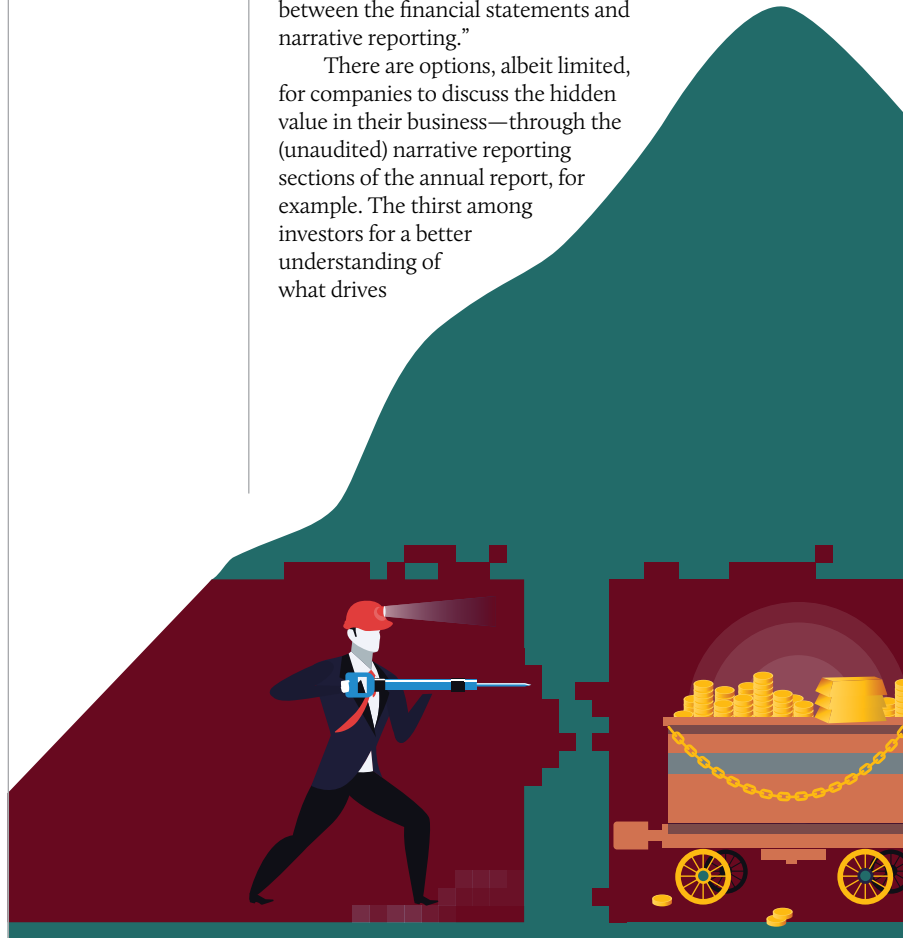 between the financial statements and
narrative reporting.”
There are options, albeit limited,
for companies to discuss the hidden
value in their business—through the
(unaudited) narrative reporting
sections of the annual report, for
example. The thirst among
investors for a better
understanding of
what drives